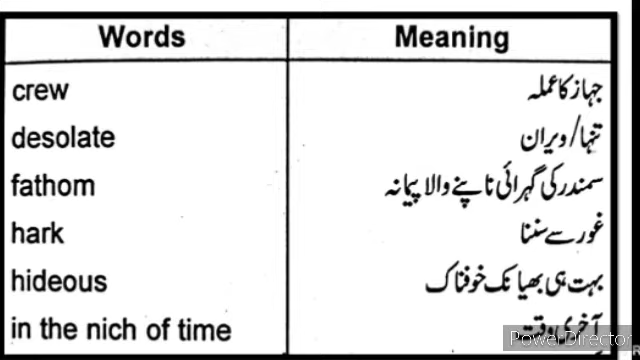 Words Meaning
crew جہاز کا عملہ
desolate تنہا/ویران
fathom سمندر کی گہرائی ناپنے والا پیمانہ
hark غور سے سننا
hideous بہت ہی بھیانک خوفناک
in the nich of time آخری وقت
PowerDirector